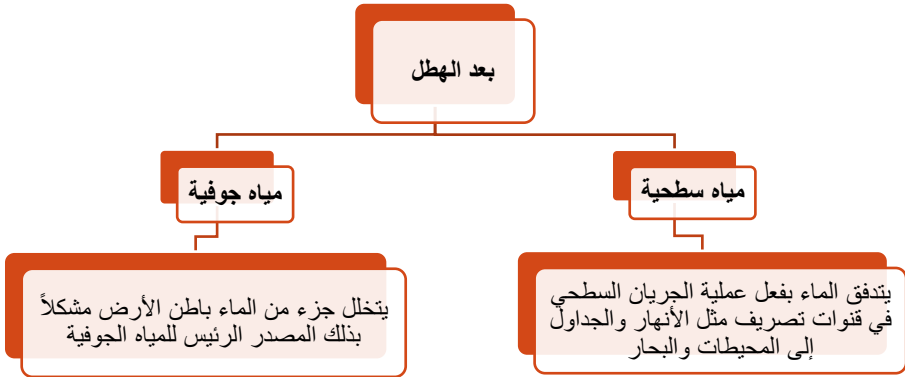 بعد الهطل
مياه سطحية
يتدفق الماء بفعل عملية الجريان السطحي
في قنوات تصريف مثل الأنهار والجداول
إلى المحيطات والبحار
مياه جوفية
يتخلل جزء من الماء باطن الأرض مشكلاً
بذلك المصدر الرئيس للمياه الجوفية